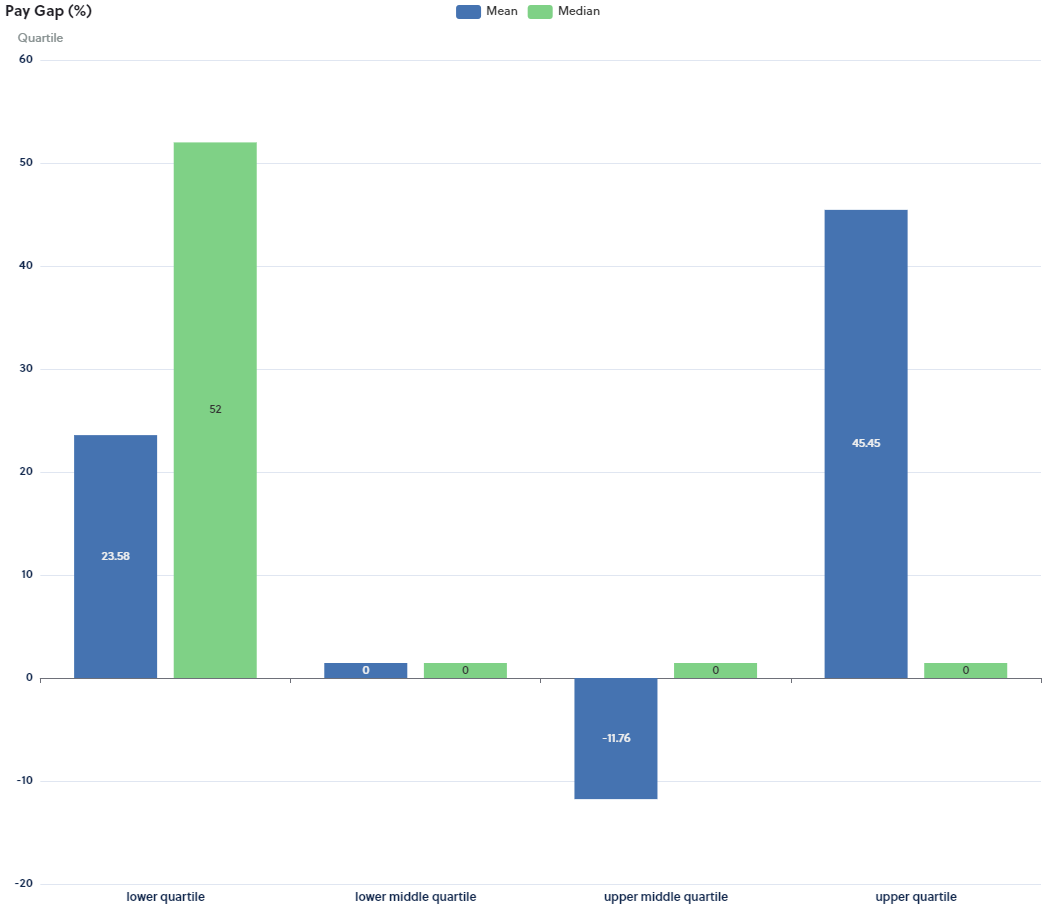 Pay Gap (%)
Mean
Median
Quartile
60
50
40
30
20
10
0
-10
-20
23.58
52
0
0
-11.76
0
45.45
0
lower quartile
lower middle quartile
upper middle quartile
upper quartile